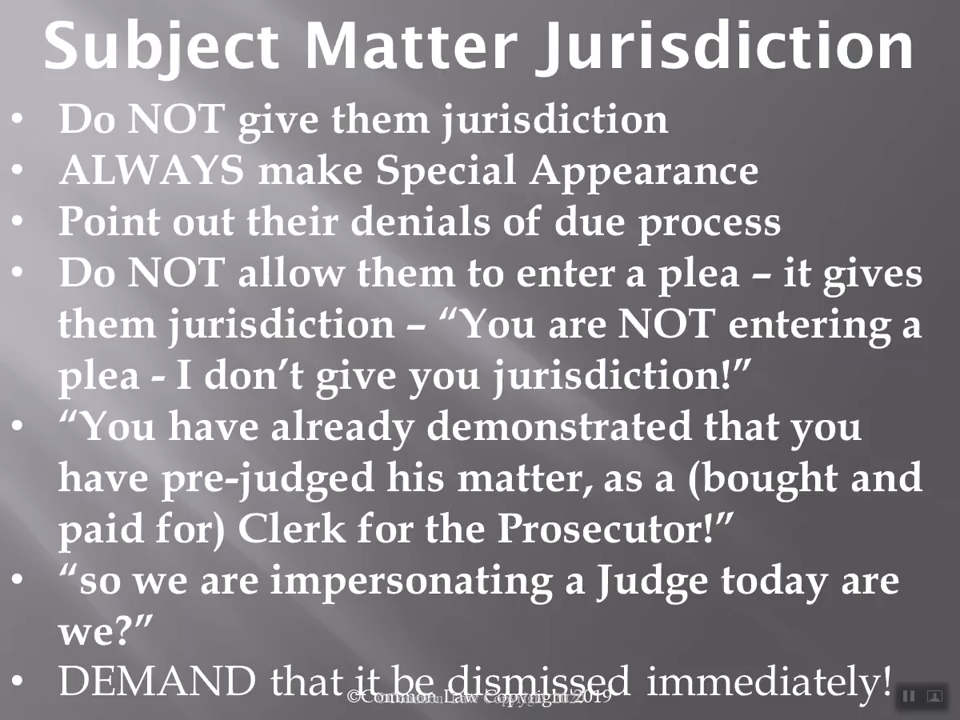 Subject Matter Jurisdiction
• Do NOT give them jurisdiction
• ALWAYS make Special Appearance
• Point out their denials of due process
• Do NOT allow them to enter a plea – it gives
them jurisdiction – “You are NOT entering a
plea - I don’t give you jurisdiction!”
• “You have already demonstrated that you
have pre-judged his matter, as a (bought and
paid for) Clerk for the Prosecutor!”
• “so we are impersonating a Judge today are
we?”
• DEMAND that it be dismissed immediately!
©Common Law Copyright 2019